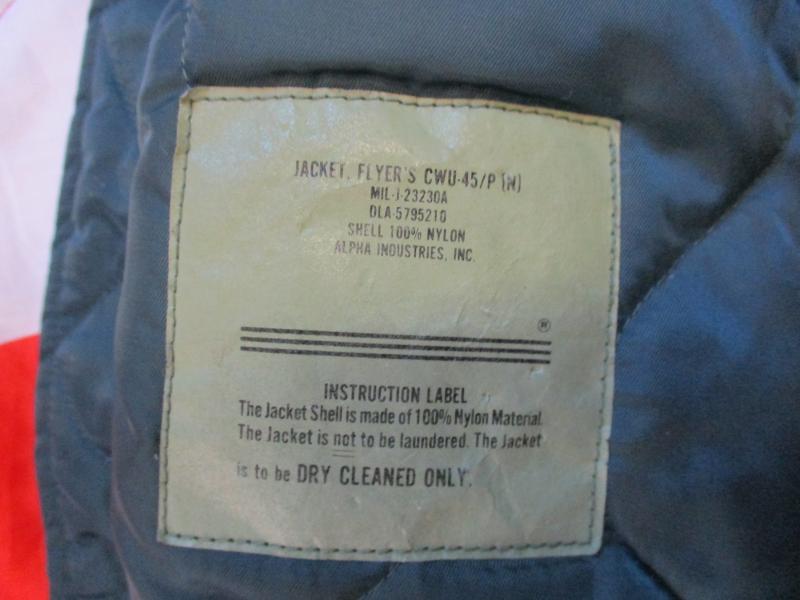 JACKET, FLYER'S CWU-45/P (N)
MIL-J-23230A
DLA-5795210
SHELL 100% NYLON
ALPHA INDUSTRIES, INC.
®
INSTRUCTION LABEL
The Jacket Shell is made of 100% Nylon Material.
The Jacket is not to be laundered. The Jacket
is to be DRY CLEANED ONLY.